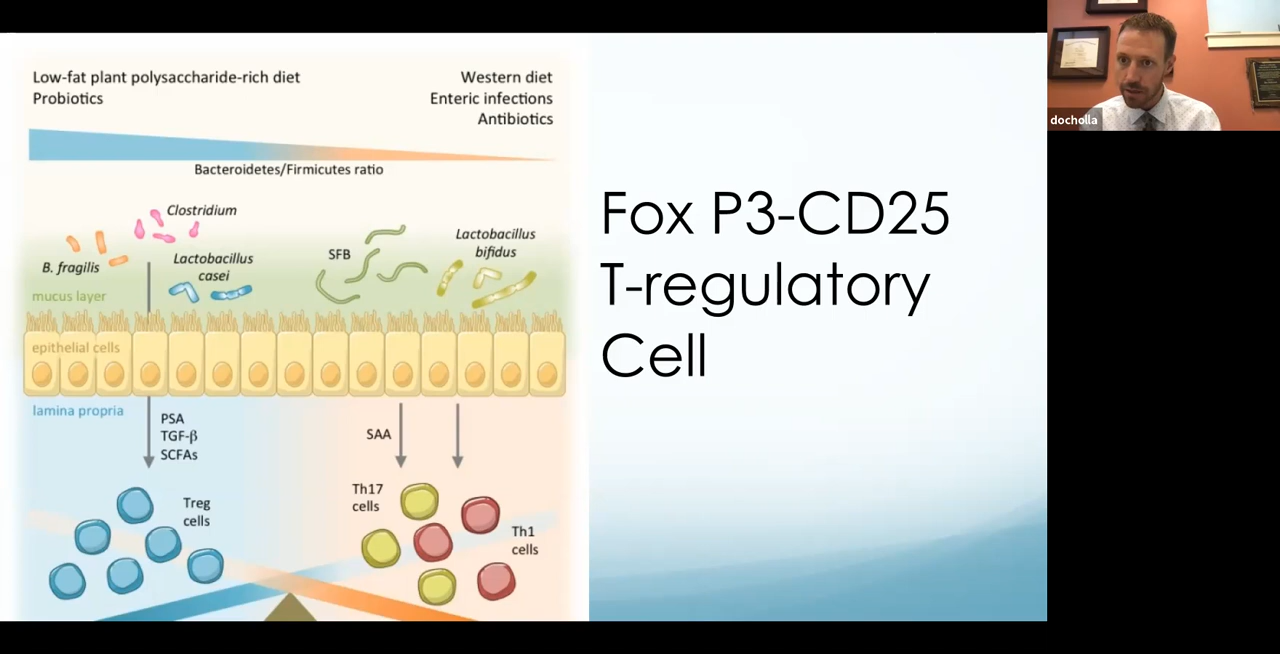 Low-fat plant polysaccharide-rich diet
Probiotics
Western diet
Enteric infections
Antibiotics
Bacteroidetes/Firmicutes ratio
Clostridium
B. fragilis
Lactobacillus
casei
SFB
Lactobacillus
bifidus
mucus layer
epithelial cells
lamina propria
PSA
TGF-β
SCFAs
SAA
Treg
cells
Th17
cells
Th1
cells
Fox P3-CD25
T-regulatory
Cell
docholla